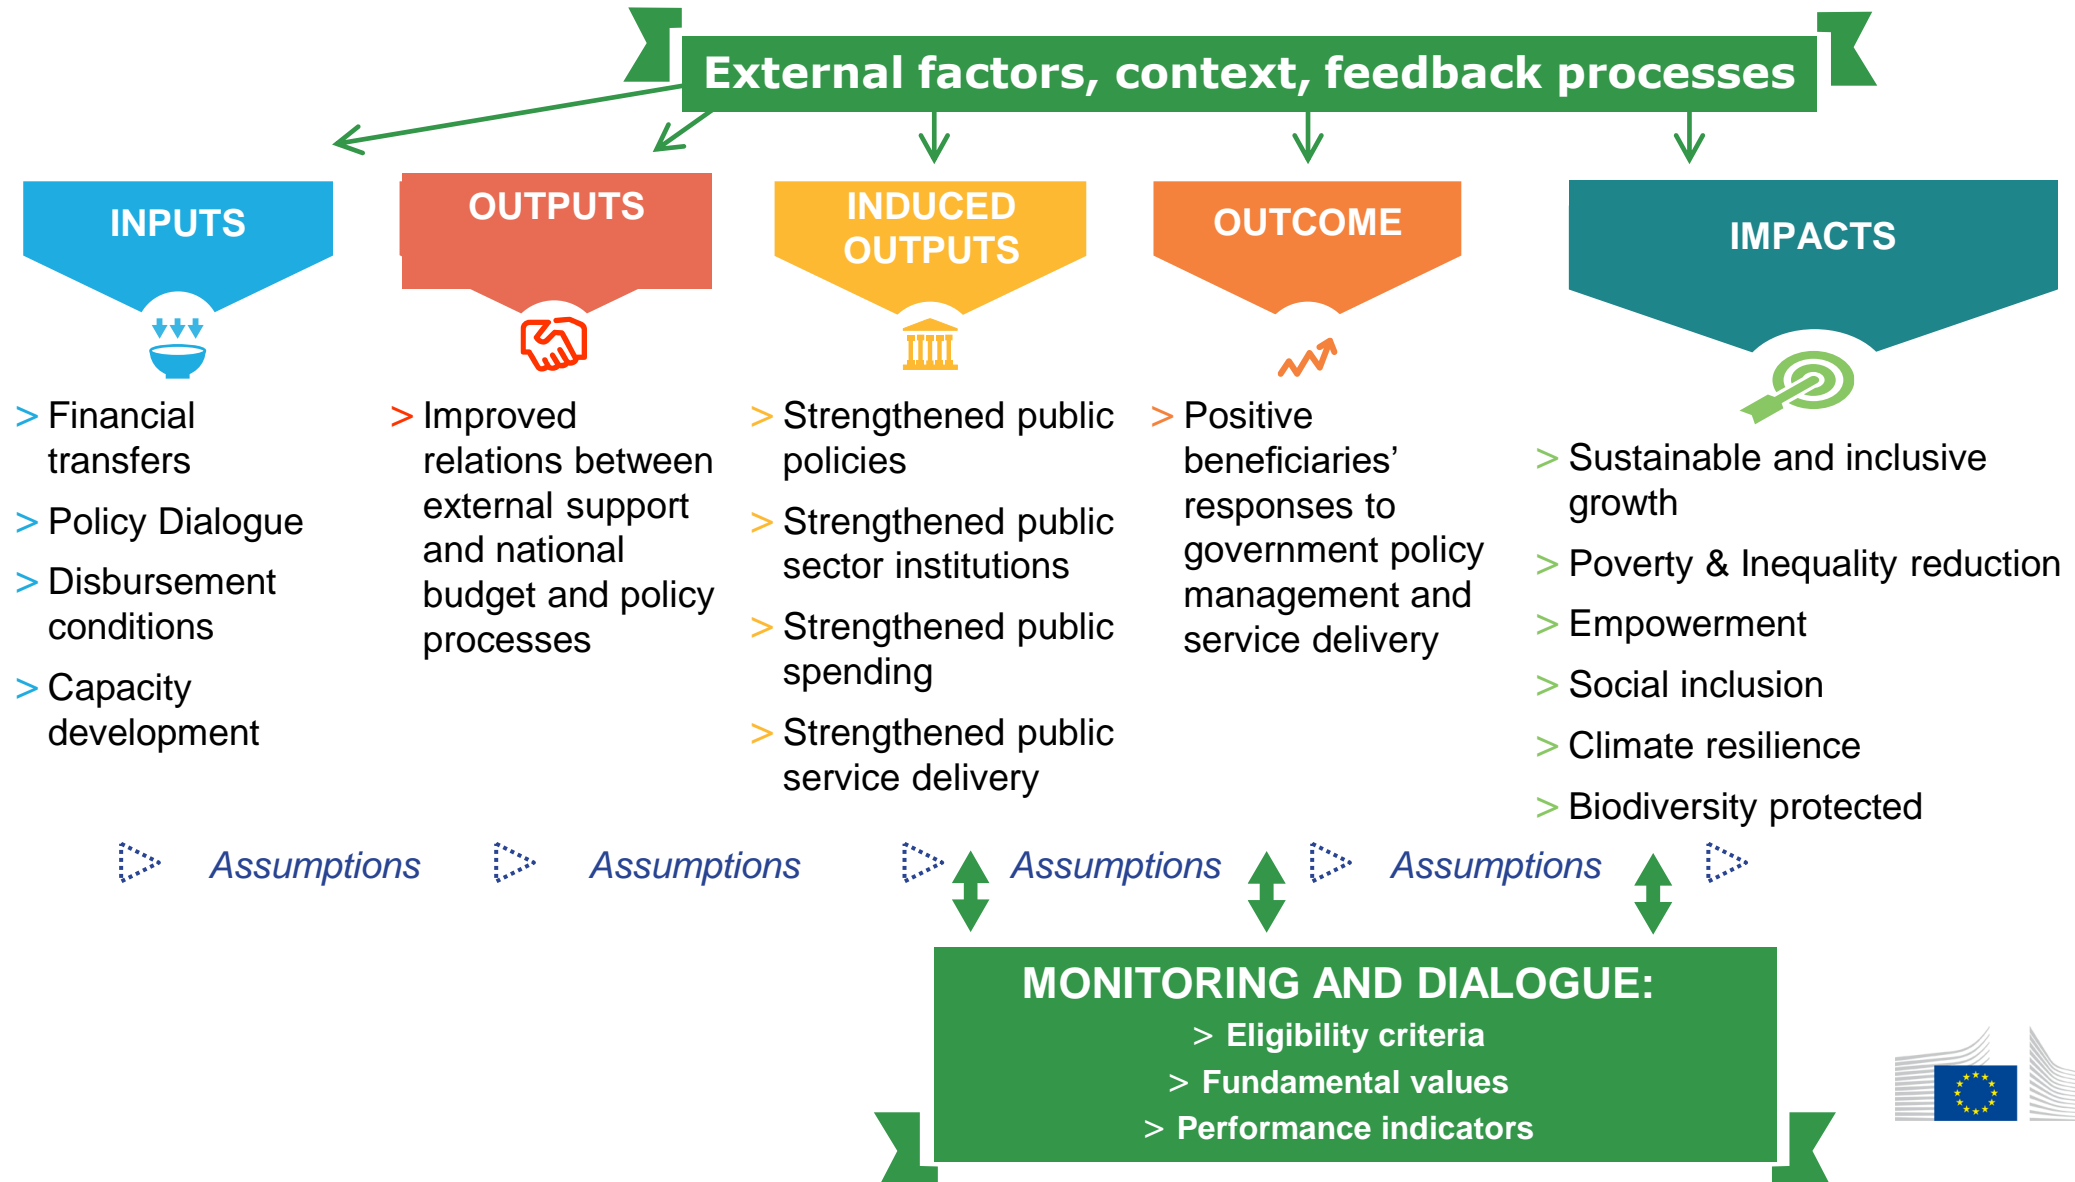 External factors, context, feedback processes
INPUTS
> Financial
transfers
> Policy Dialogue
> Disbursement
conditions
> Capacity
development
OUTPUTS
> Improved
relations between
external support
and national
budget and policy
processes
INDUCED
OUTPUTS
> Strengthened public
policies
> Strengthened public
sector institutions
> Strengthened public
spending
> Strengthened public
service delivery
OUTCOME
> Positive
beneficiaries’
responses to
government policy
management and
service delivery
IMPACTS
> Sustainable and inclusive
growth
> Poverty & Inequality reduction
> Empowerment
> Social inclusion
> Climate resilience
> Biodiversity protected
Assumptions
Assumptions
Assumptions
Assumptions
MONITORING AND DIALOGUE:
> Eligibility criteria
> Fundamental values
> Performance indicators